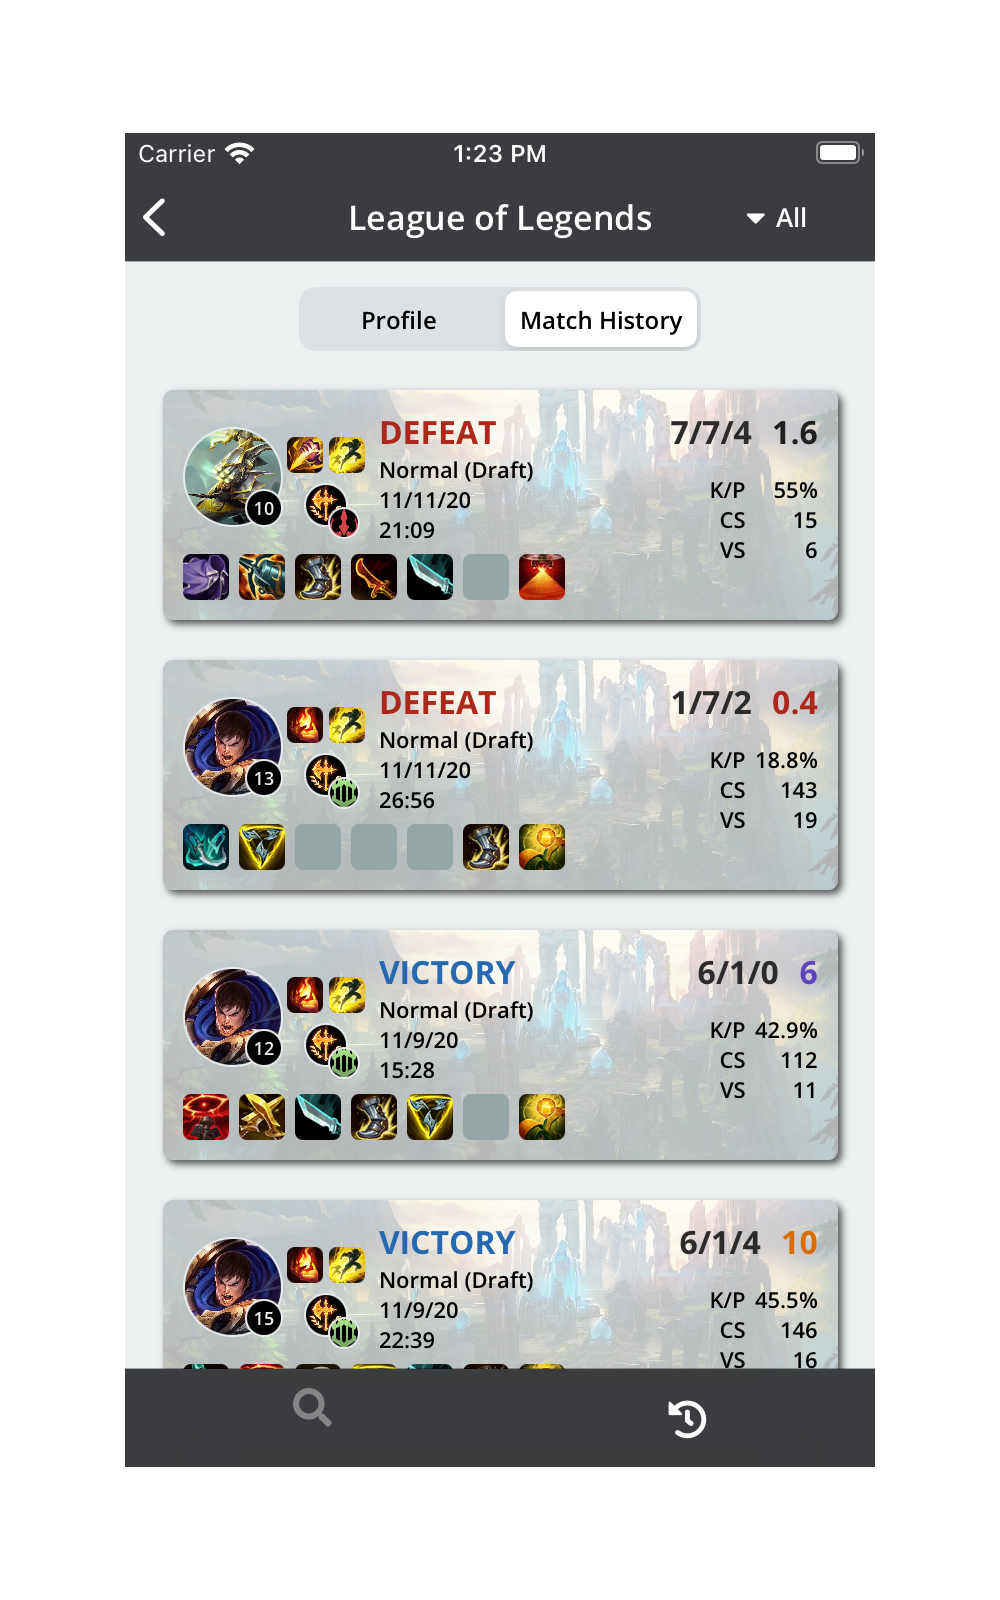 Carrier 1:23 PM
League of Legends All
Profile Match History
DEFEAT 7/7/4 1.6
Normal (Draft)
11/11/20
21:09
K/P 55%
CS 15
VS 6
10
DEFEAT 1/7/2 0.4
Normal (Draft)
11/11/20
26:56
K/P 18.8%
CS 143
VS 19
13
VICTORY 6/1/0 6
Normal (Draft)
11/9/20
15:28
K/P 42.9%
CS 112
VS 11
12
VICTORY 6/1/4 10
Normal (Draft)
11/9/20
22:39
K/P 45.5%
CS 146
VS 16
15